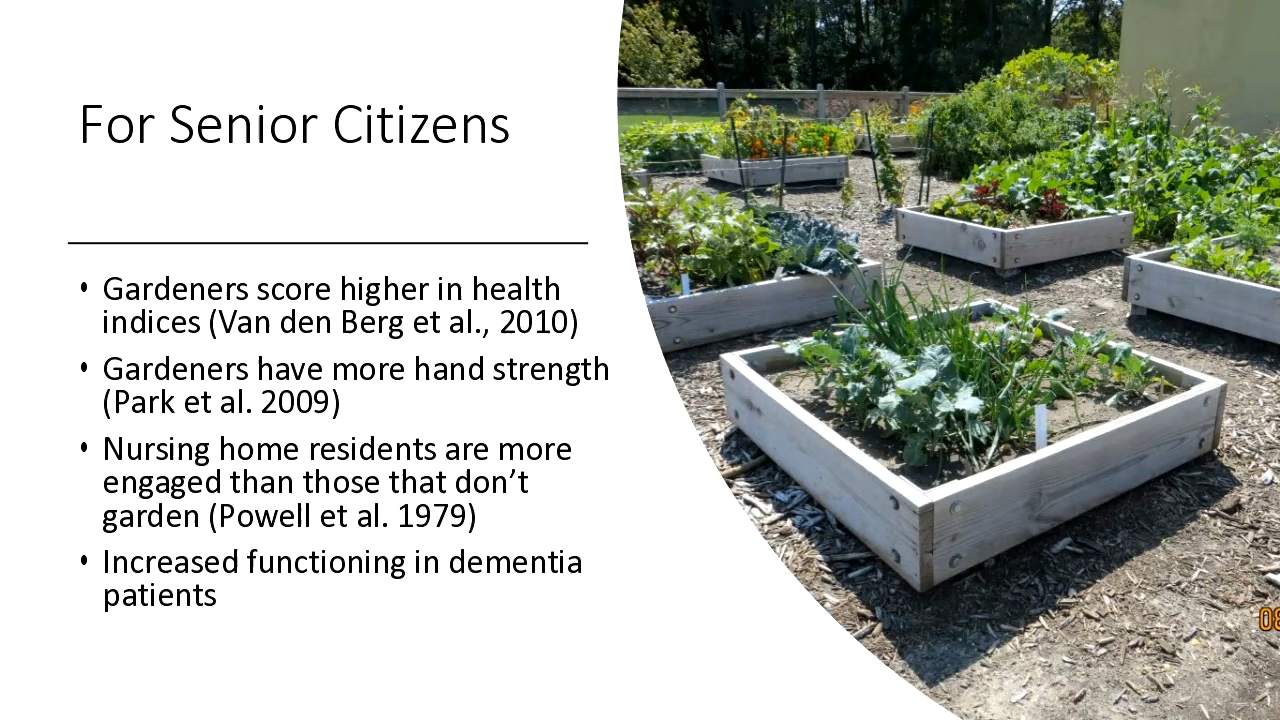 For Senior Citizens
• Gardeners score higher in health
indices (Van den Berg et al., 2010)
• Gardeners have more hand strength
(Park et al. 2009)
• Nursing home residents are more
engaged than those that don’t
garden (Powell et al. 1979)
• Increased functioning in dementia
patients